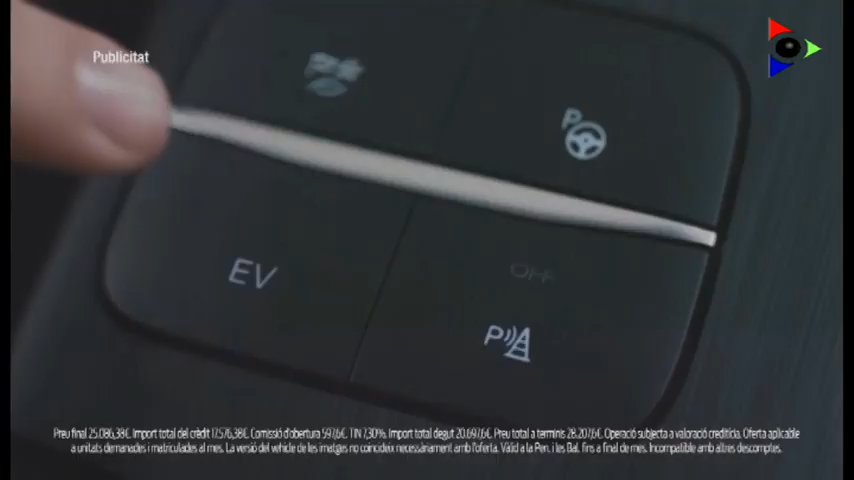 Publicitat
P
EV
OFF
P
Preu final 25.086,38€. Import total del crèdit 17.576,38€. Comissió d'obertura 597,6€. TIN 7,30%. Import total degut 20.697,6€. Preu total a terminis 28.207,6€. Operació subjecta a valoració creditícia. Oferta aplicable
a unitats demanades i matriculades al mes. La versió del vehicle de les imatges no coincideix necessàriament amb l'oferta. Vàlid a la Pen. i les Bal. fins a final de mes. Incompatible amb altres descomptes.